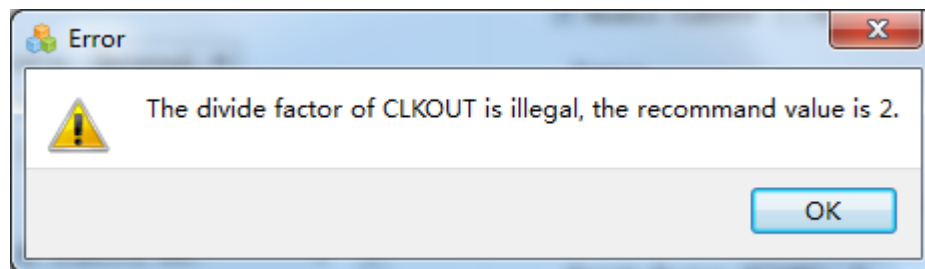 Error
The divide factor of CLKOUT is illegal, the recommand value is 2.
OK